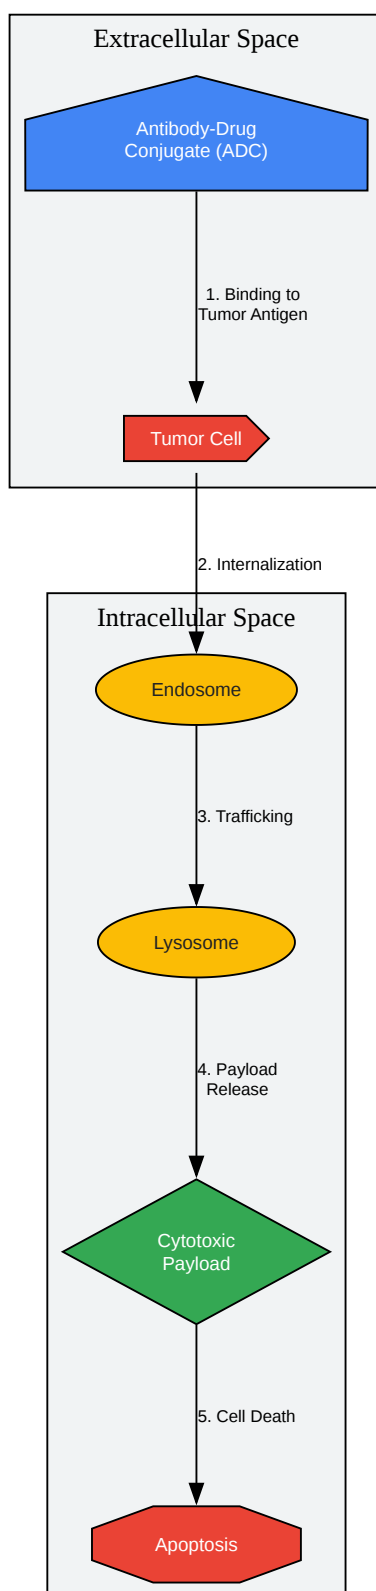 Extracellular Space
Antibody-Drug
Conjugate (ADC)
1. Binding to
Tumor Antigen
Tumor Cell
2. Internalization
Intracellular Space
Endosome
3. Trafficking
Lysosome
4. Payload
Release
Cytotoxic
Payload
5. Cell Death
Apoptosis